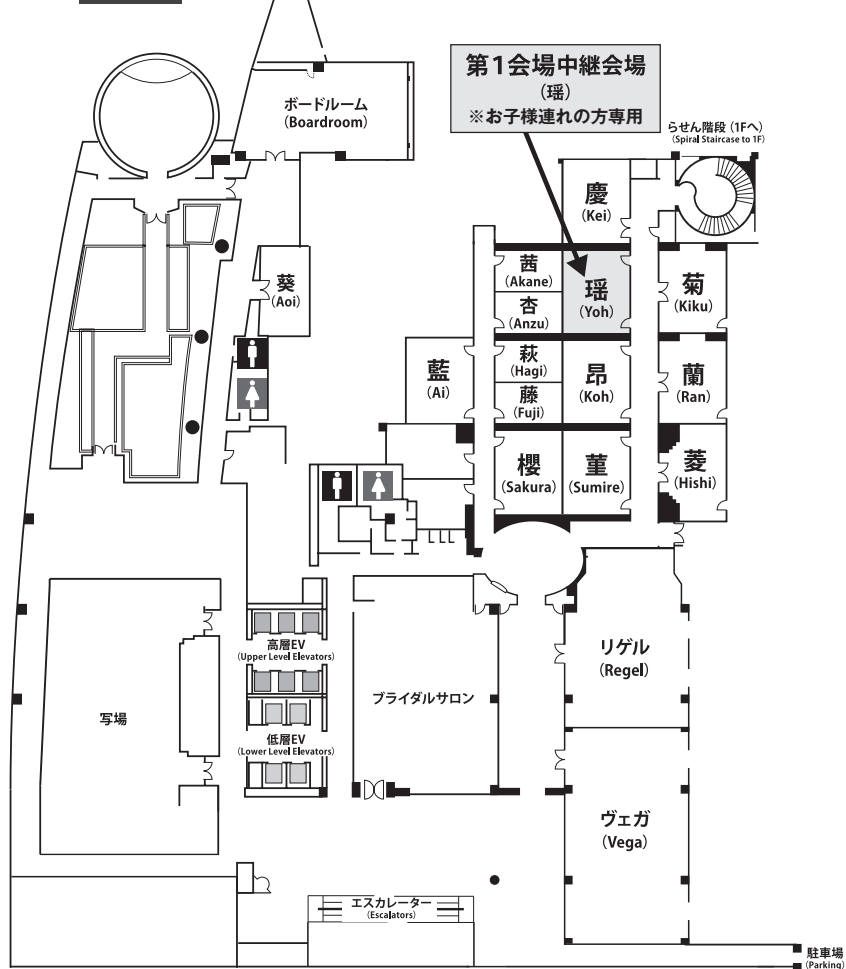 第1会場中継会場
(瑶)
※お子様連れの方専用
ボードルーム
(Boardroom)
らせん階段 (1Fへ)
(Spiral Staircase to 1F)
慶
(Kei)
葵
(Aoi)
茜
(Akane)
杏
(Anzu)
瑶
(Yoh)
菊
(Kiku)
藍
(Ai)
萩
(Hagi)
藤
(Fuji)
昂
(Koh)
蘭
(Ran)
櫻
(Sakura)
菫
(Sumire)
菱
(Hishi)
高層EV
(Upper Level Elevators)
リゲル
(Regel)
写場
ブライダルサロン
低層EV
(Lower Level Elevators)
ヴェガ
(Vega)
エスカレーター
(Escalators)
駐車場
(Parking)